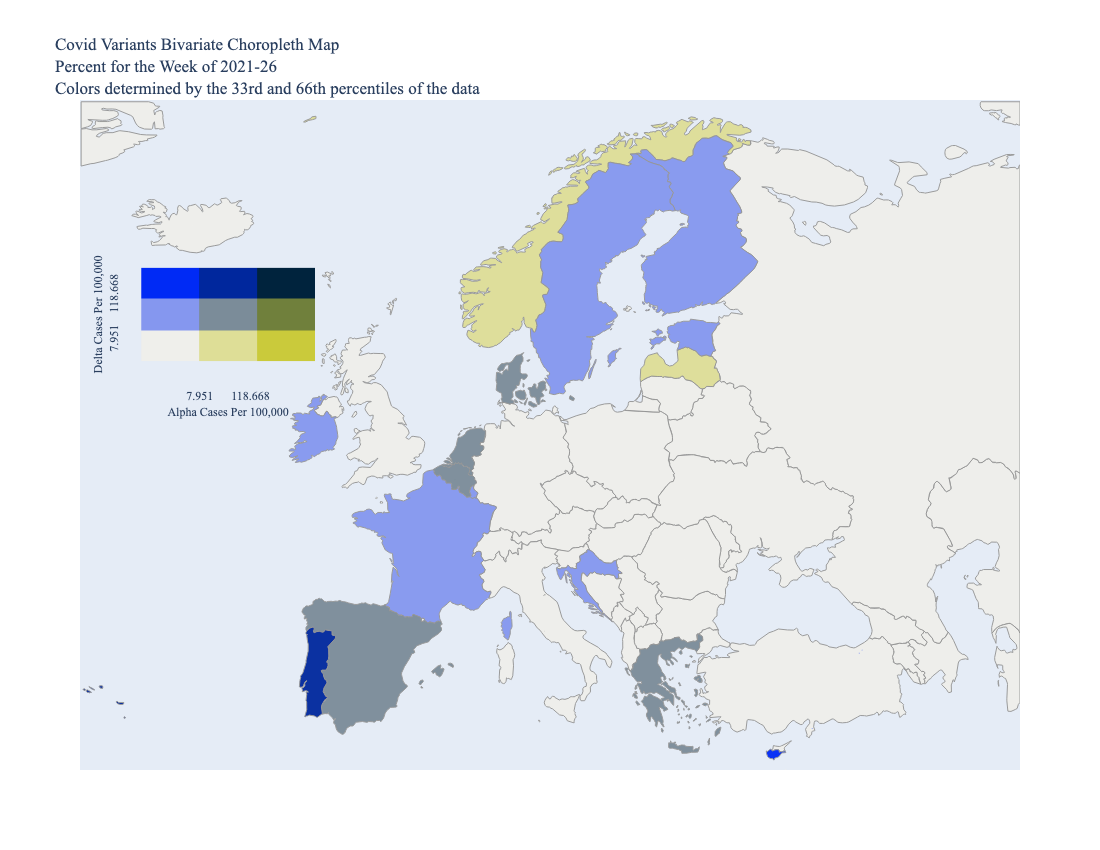 Covid Variants Bivariate Choropleth Map
Percent for the Week of 2021-26
Colors determined by the 33rd and 66th percentiles of the data
Delta Cases Per 100,000
7.951 118.668
7.951 118.668
Alpha Cases Per 100,000